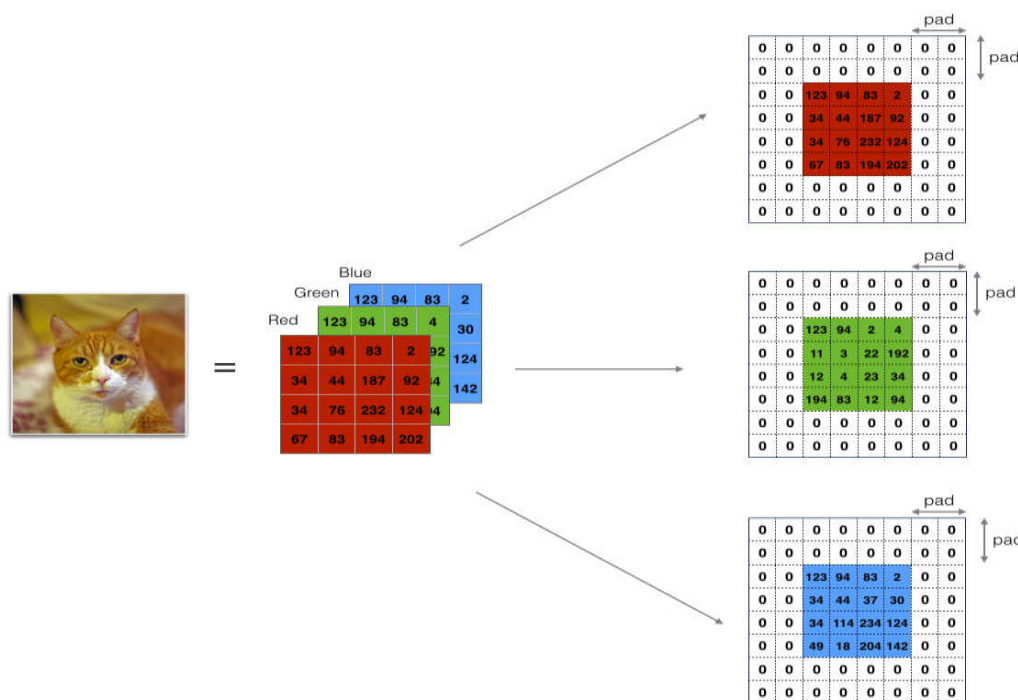 pad
0 0 0 0 0 0 0 0
pad
0 0 0 0 0 0 0 0
0 0 123 94 83 2 0 0
0 0 34 44 187 92 0 0
0 0 34 76 232 124 0 0
0 0 67 83 194 202 0 0
0 0 0 0 0 0 0 0
0 0 0 0 0 0 0 0
Blue
123 94 83 2
30
124
142
Green
123 94 83 4
92
34
94
Red
123 94 83 2
34 44 187 92
34 76 232 124
67 83 194 202
=
pad
0 0 0 0 0 0 0 0
pad
0 0 0 0 0 0 0 0
0 0 123 94 2 4 0 0
0 0 11 3 22 192 0 0
0 0 12 4 23 34 0 0
0 0 194 83 12 94 0 0
0 0 0 0 0 0 0 0
0 0 0 0 0 0 0 0
pad
0 0 0 0 0 0 0 0
pad
0 0 0 0 0 0 0 0
0 0 123 94 83 2 0 0
0 0 34 44 37 30 0 0
0 0 34 114 234 124 0 0
0 0 49 18 204 142 0 0
0 0 0 0 0 0 0 0
0 0 0 0 0 0 0 0